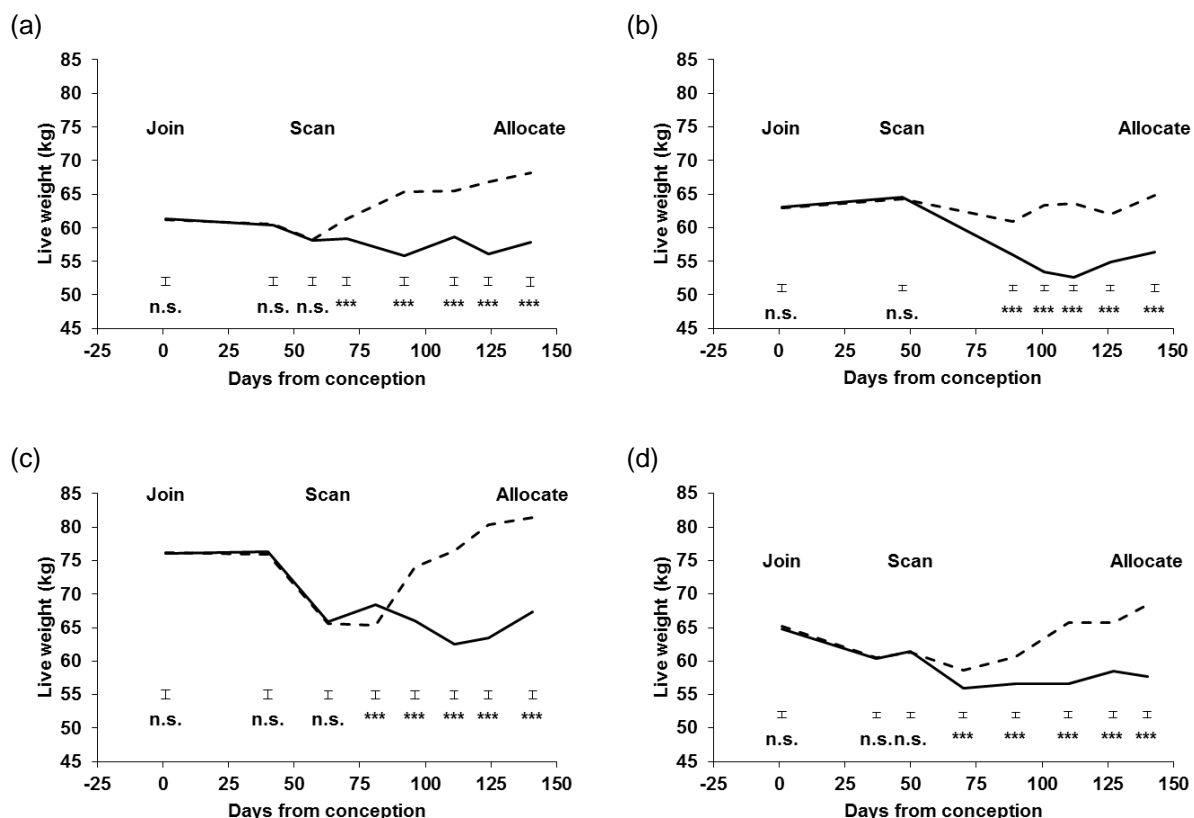 (a)
85
80
75
70
65
60
55
50
45
Live weight (kg)
Join Scan Allocate
n.s. n.s. n.s. *** *** *** *** ***
-25 0 25 50 75 100 125 150
Days from conception
(b)
85
80
75
70
65
60
55
50
45
Live weight (kg)
Join Scan Allocate
n.s. n.s. *** *** *** *** ***
-25 0 25 50 75 100 125 150
Days from conception
(c)
85
80
75
70
65
60
55
50
45
Live weight (kg)
Join Scan Allocate
n.s. n.s. n.s. *** *** *** *** ***
-25 0 25 50 75 100 125 150
Days from conception
(d)
85
80
75
70
65
60
55
50
45
Live weight (kg)
Join Scan Allocate
n.s. n.s. n.s. *** *** *** *** ***
-25 0 25 50 75 100 125 150
Days from conception